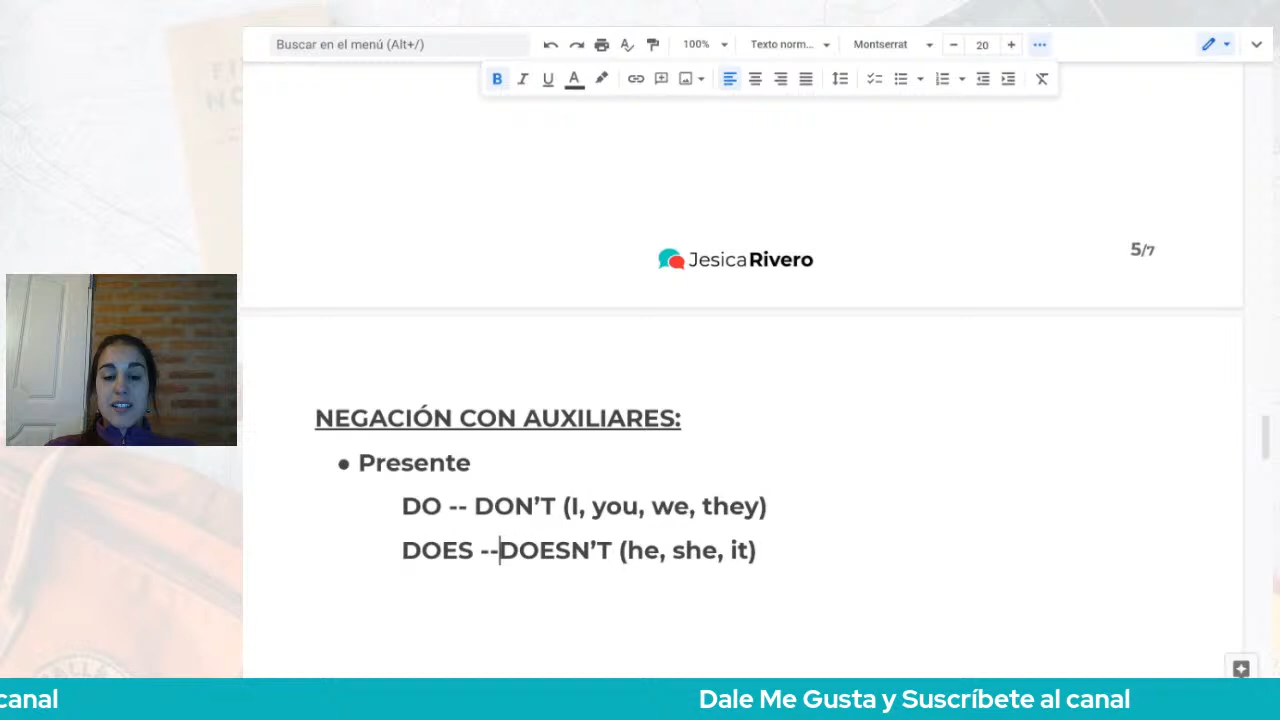 Buscar en el menú (Alt+/)
100%
Texto norm...
Montserrat
− 20 +
B I U A
Jesica Rivero
5/7
NEGACIÓN CON AUXILIARES:
● Presente
DO -- DON'T (I, you, we, they)
DOES --DOESN'T (he, she, it)
canal
Dale Me Gusta y Suscríbete al canal